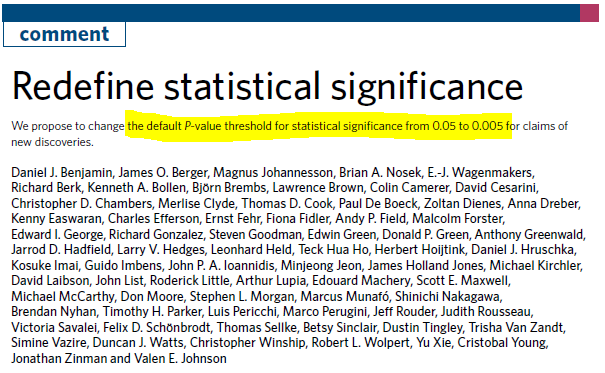 comment
Redefine statistical significance
We propose to change the default P-value threshold for statistical significance from 0.05 to 0.005 for claims of
new discoveries.
Daniel J. Benjamin, James O. Berger, Magnus Johannesson, Brian A. Nosek, E.-J. Wagenmakers,
Richard Berk, Kenneth A. Bollen, Björn Brembs, Lawrence Brown, Colin Camerer, David Cesarini,
Christopher D. Chambers, Merlise Clyde, Thomas D. Cook, Paul De Boeck, Zoltan Dienes, Anna Dreber,
Kenny Easwaran, Charles Efferson, Ernst Fehr, Fiona Fidler, Andy P. Field, Malcolm Forster,
Edward I. George, Richard Gonzalez, Steven Goodman, Edwin Green, Donald P. Green, Anthony Greenwald,
Jarrod D. Hadfield, Larry V. Hedges, Leonhard Held, Teck Hua Ho, Herbert Hoijtink, Daniel J. Hruschka,
Kosuke Imai, Guido Imbens, John P. A. Ioannidis, Minjeong Jeon, James Holland Jones, Michael Kirchler,
David Laibson, John List, Roderick Little, Arthur Lupia, Edouard Machery, Scott E. Maxwell,
Michael McCarthy, Don Moore, Stephen L. Morgan, Marcus Munafó, Shinichi Nakagawa,
Brendan Nyhan, Timothy H. Parker, Luis Pericchi, Marco Perugini, Jeff Rouder, Judith Rousseau,
Victoria Savalei, Felix D. Schönbrodt, Thomas Sellke, Betsy Sinclair, Dustin Tingley, Trisha Van Zandt,
Simine Vazire, Duncan J. Watts, Christopher Winship, Robert L. Wolpert, Yu Xie, Cristobal Young,
Jonathan Zinman and Valen E. Johnson